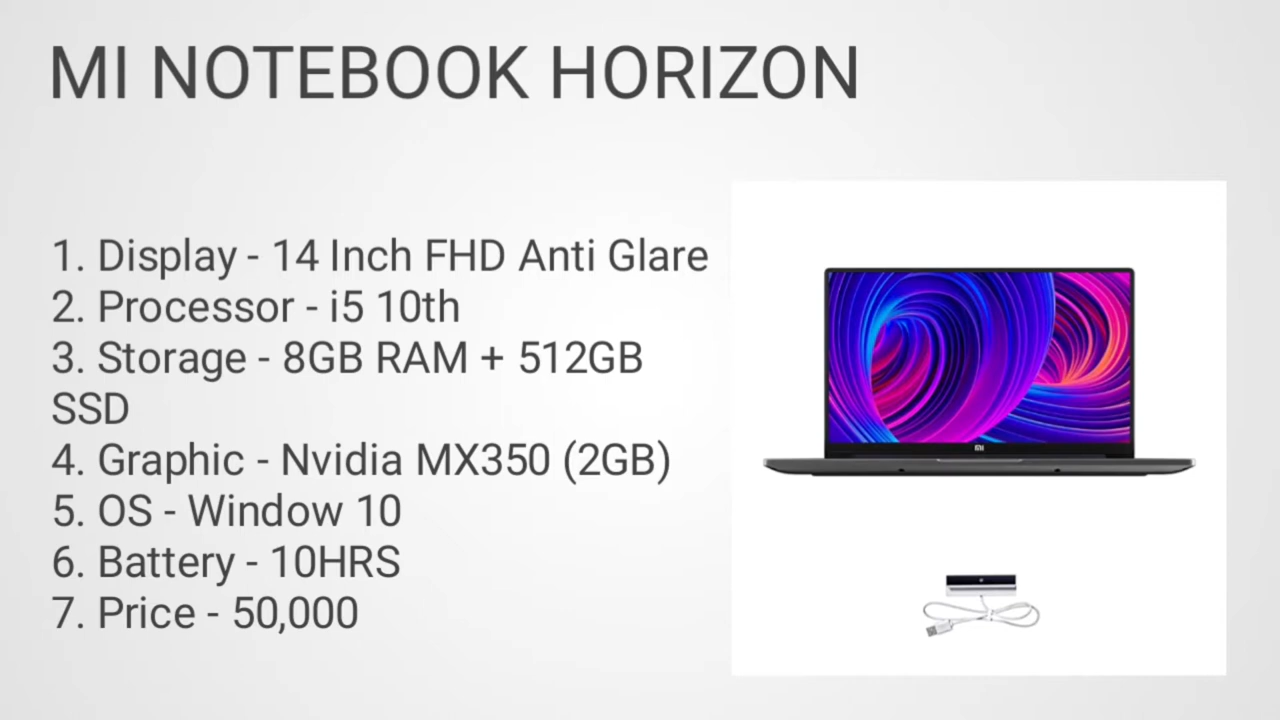 MI NOTEBOOK HORIZON
1. Display - 14 Inch FHD Anti Glare
2. Processor - i5 10th
3. Storage - 8GB RAM + 512GB
SSD
4. Graphic - Nvidia MX350 (2GB)
5. OS - Window 10
6. Battery - 10HRS
7. Price - 50,000
mi